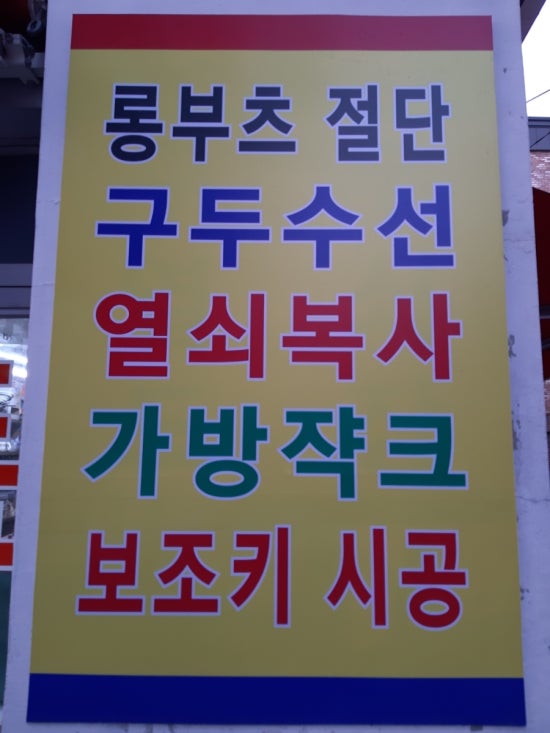 롱부츠 절단
구두수선
열쇠복사
가방쟉크
보조키 시공